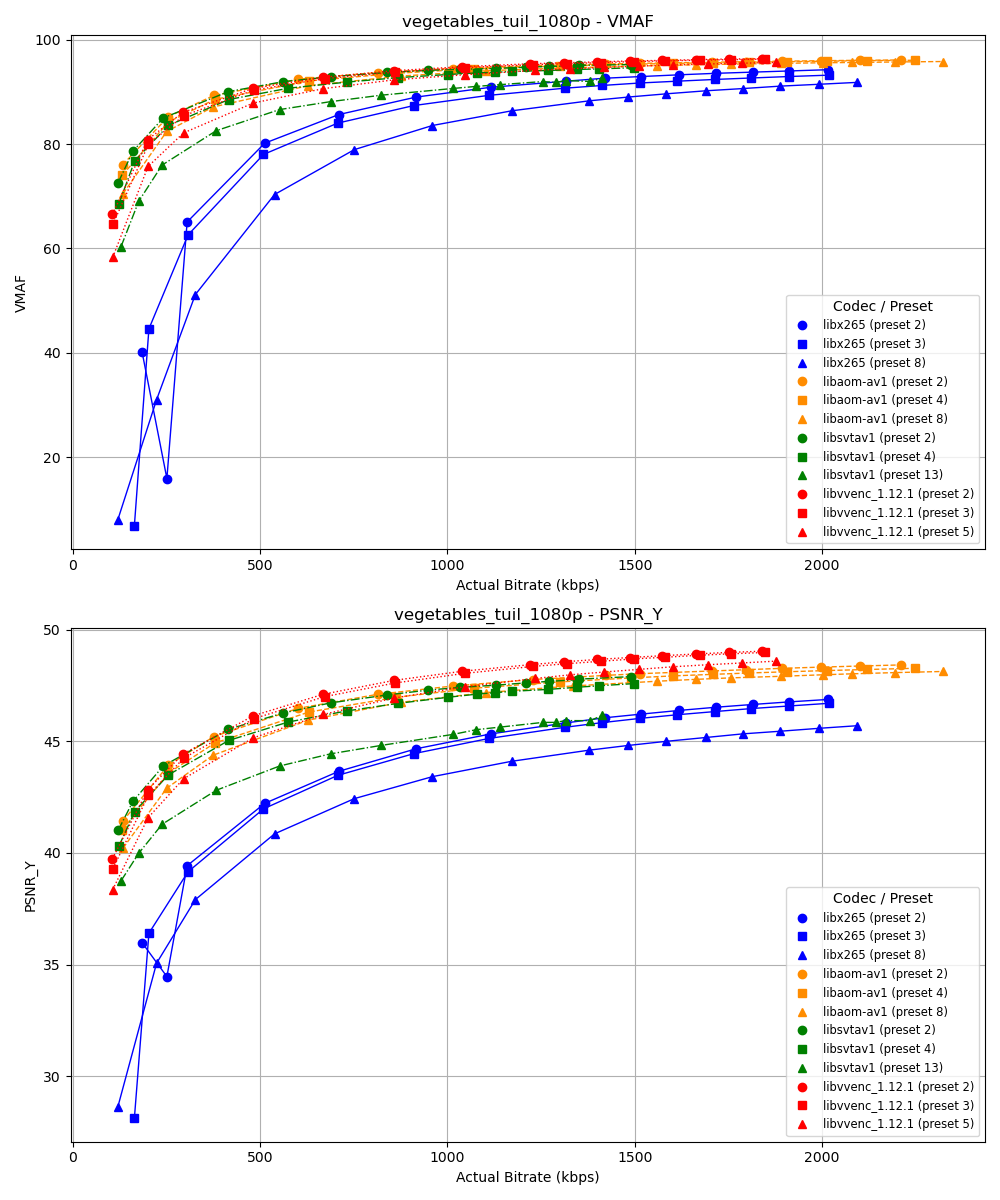 vegetables_tuil_1080p - VMAF
100
80
60
40
20
VMAF
0 500 1000 1500 2000
Actual Bitrate (kbps)
Codec / Preset
libx265 (preset 2)
libx265 (preset 3)
libx265 (preset 8)
libaom-av1 (preset 2)
libaom-av1 (preset 4)
libaom-av1 (preset 8)
libsvtav1 (preset 2)
libsvtav1 (preset 4)
libsvtav1 (preset 13)
libvvenc_1.12.1 (preset 2)
libvvenc_1.12.1 (preset 3)
libvvenc_1.12.1 (preset 5)
vegetables_tuil_1080p - PSNR_Y
50
45
40
35
30
PSNR_Y
0 500 1000 1500 2000
Actual Bitrate (kbps)
Codec / Preset
libx265 (preset 2)
libx265 (preset 3)
libx265 (preset 8)
libaom-av1 (preset 2)
libaom-av1 (preset 4)
libaom-av1 (preset 8)
libsvtav1 (preset 2)
libsvtav1 (preset 4)
libsvtav1 (preset 13)
libvvenc_1.12.1 (preset 2)
libvvenc_1.12.1 (preset 3)
libvvenc_1.12.1 (preset 5)